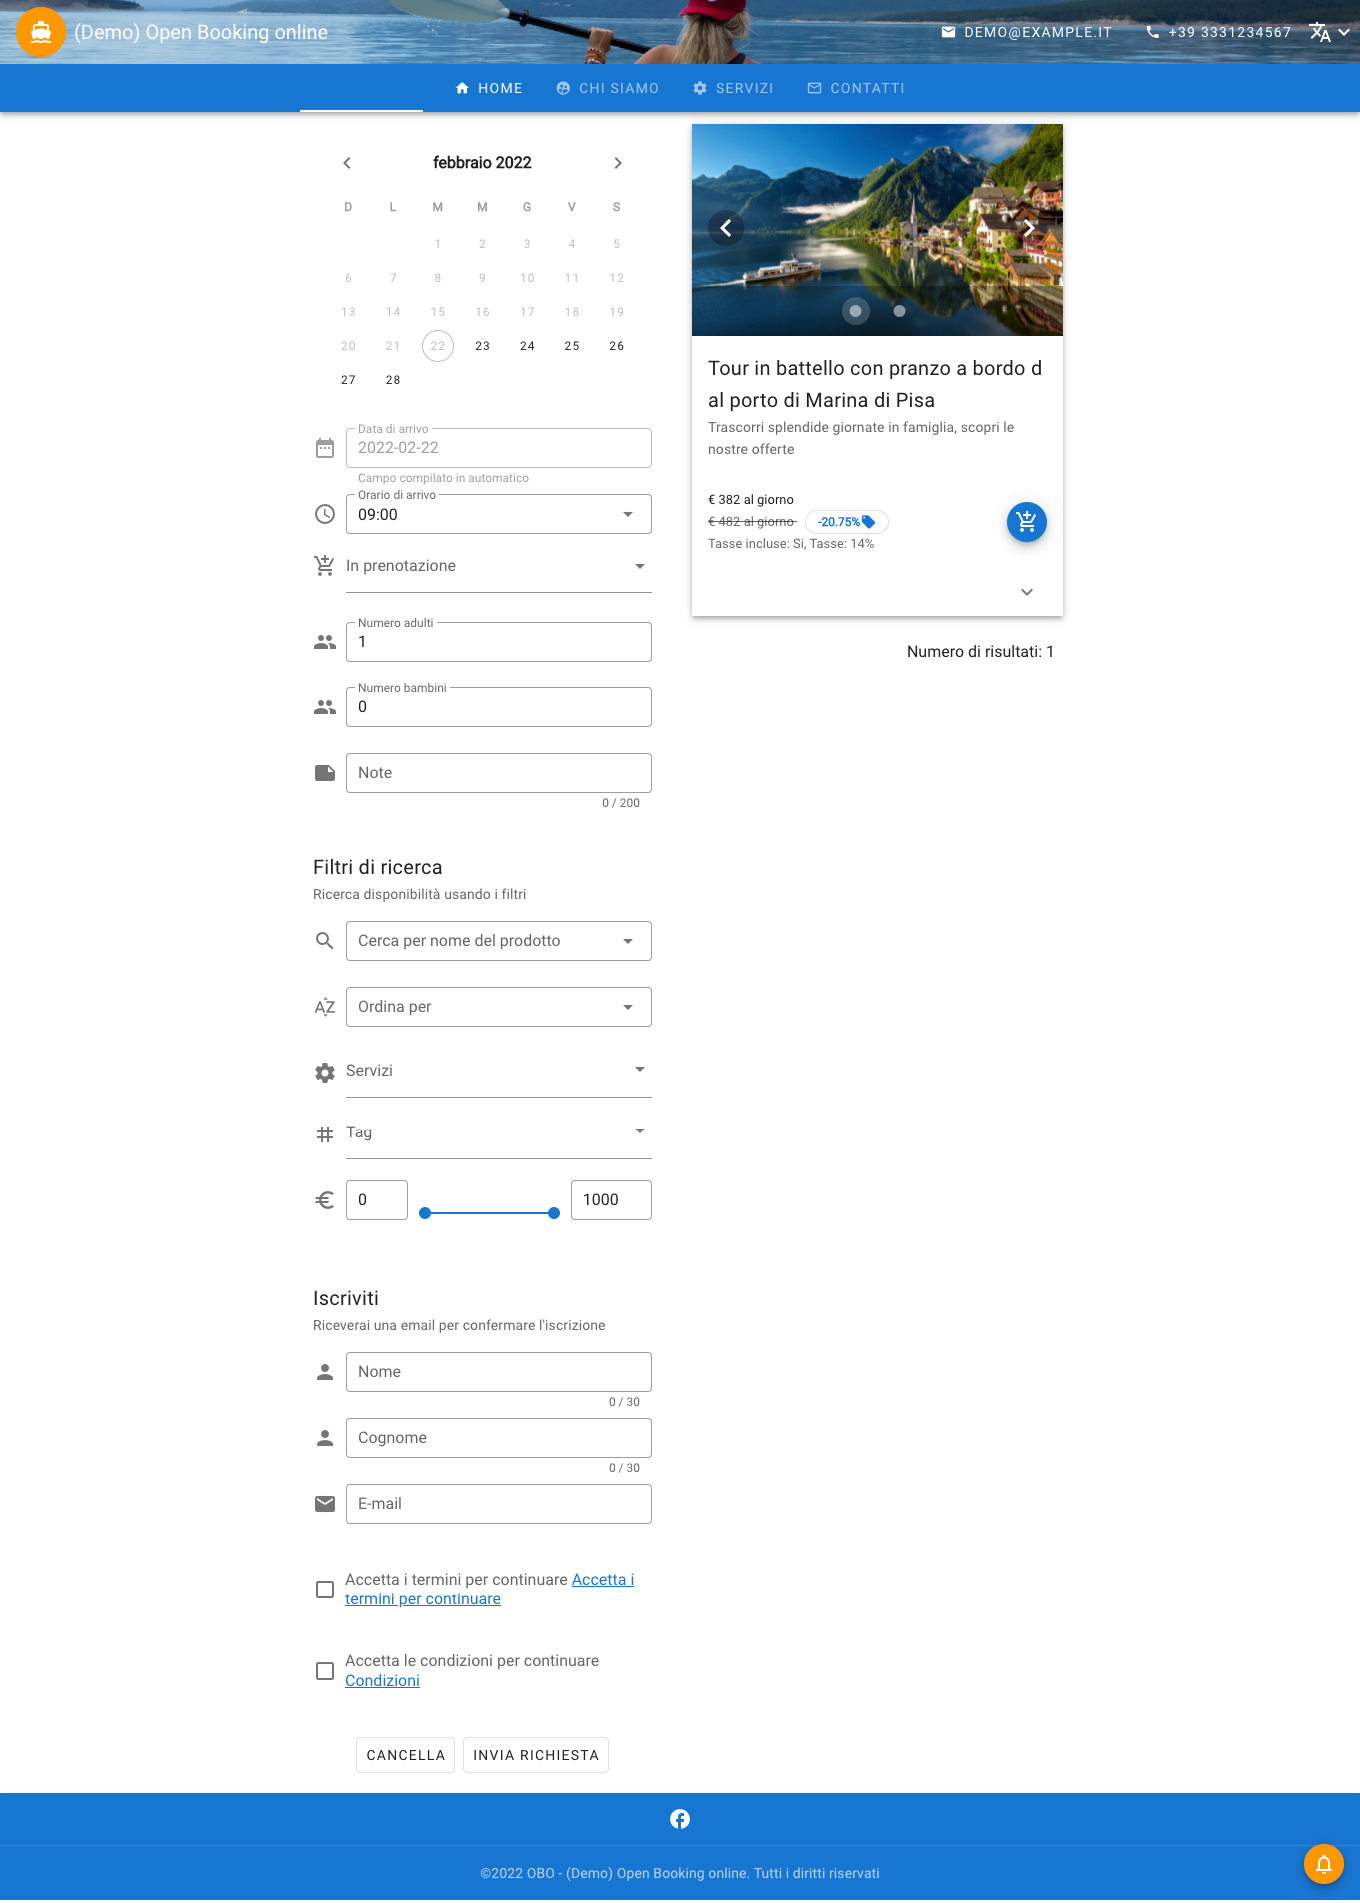 (Demo) Open Booking online
DEMO@EXAMPLE.IT
+39 3331234567
HOME
CHI SIAMO
SERVIZI
CONTATTI
febbraio 2022
D L M M G V S
1 2 3 4 5
6 7 8 9 10 11 12
13 14 15 16 17 18 19
20 21 22 23 24 25 26
27 28
Data di arrivo
2022-02-22
Campo compilato in automatico
Orario di arrivo
09:00
In prenotazione
Numero adulti
1
Numero bambini
0
Note
0 / 200
Filtri di ricerca
Ricerca disponibilità usando i filtri
Cerca per nome del prodotto
Ordina per
Servizi
Tag
0
1000
Iscriviti
Riceverai una email per confermare l'iscrizione
Nome
0 / 30
Cognome
0 / 30
E-mail
Accetta i termini per continuare Accetta i
termini per continuare
Accetta le condizioni per continuare
Condizioni
CANCELLA
INVIA RICHIESTA
Tour in battello con pranzo a bordo d
al porto di Marina di Pisa
Trascorri splendide giornate in famiglia, scopri le
nostre offerte
€ 382 al giorno
€ 482 al giorno
-20.75%
Tasse incluse: Si, Tasse: 14%
Numero di risultati: 1
©2022 OBO - (Demo) Open Booking online. Tutti i diritti riservati